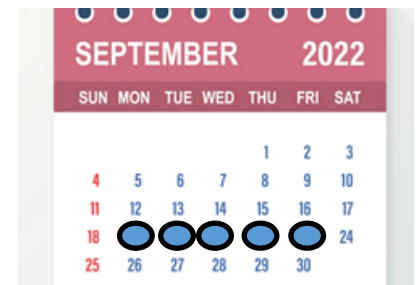 SEPTEMBER 2022
SUN MON TUE WED THU FRI SAT
1 2 3
4 5 6 7 8 9 10
11 12 13 14 15 16 17
18 24
25 26 27 28 29 30